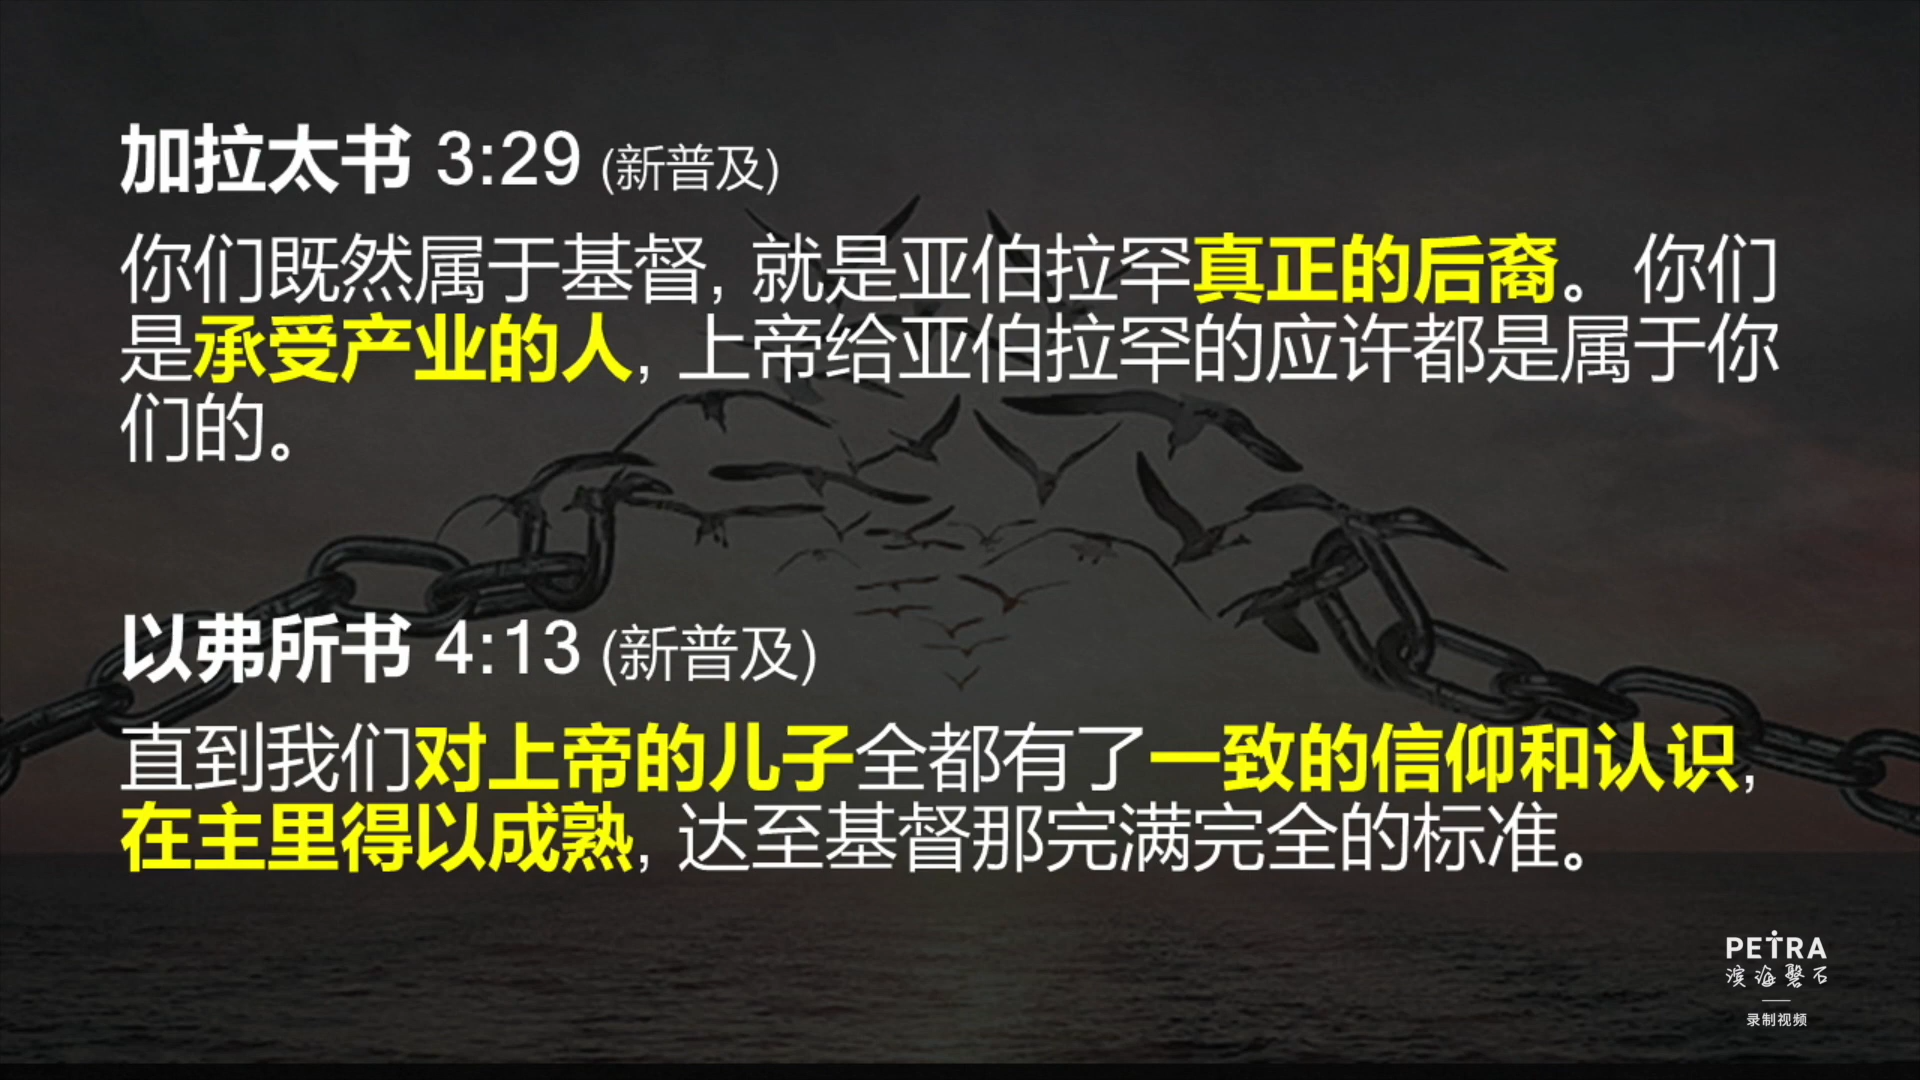 加拉太书 3:29 (新普及)
你们既然属于基督, 就是亚伯拉罕真正的后裔。你们
是承受产业的人, 上帝给亚伯拉罕的应许都是属于你
们的。
以弗所书 4:13 (新普及)
直到我们对上帝的儿子全都有了一致的信仰和认识,
在主里得以成熟, 达至基督那完满完全的标准。
PETRA
滨海磐石
录制视频